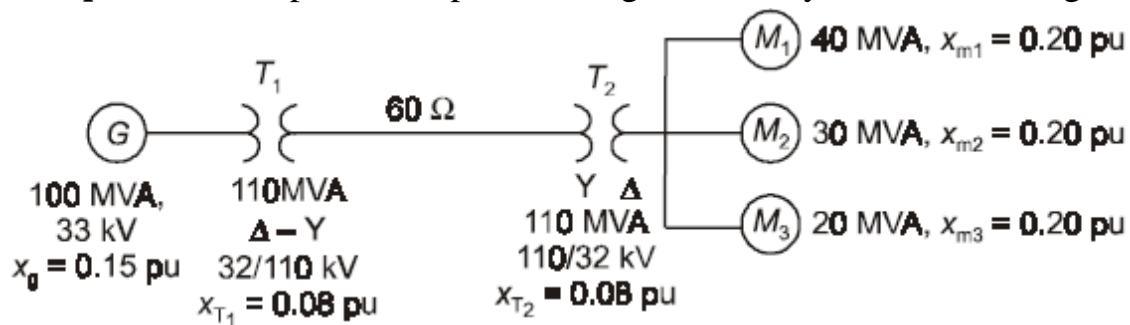 T1
T2
60 Ω
G
100 MVA,
33 kV
xg = 0.15 pu
110MVA
Δ – Y
32/110 kV
xT1 = 0.08 pu
Y Δ
110 MVA
110/32 kV
xT2 = 0.08 pu
M1 40 MVA, xm1 = 0.20 pu
M2 30 MVA, xm2 = 0.20 pu
M3 20 MVA, xm3 = 0.20 pu